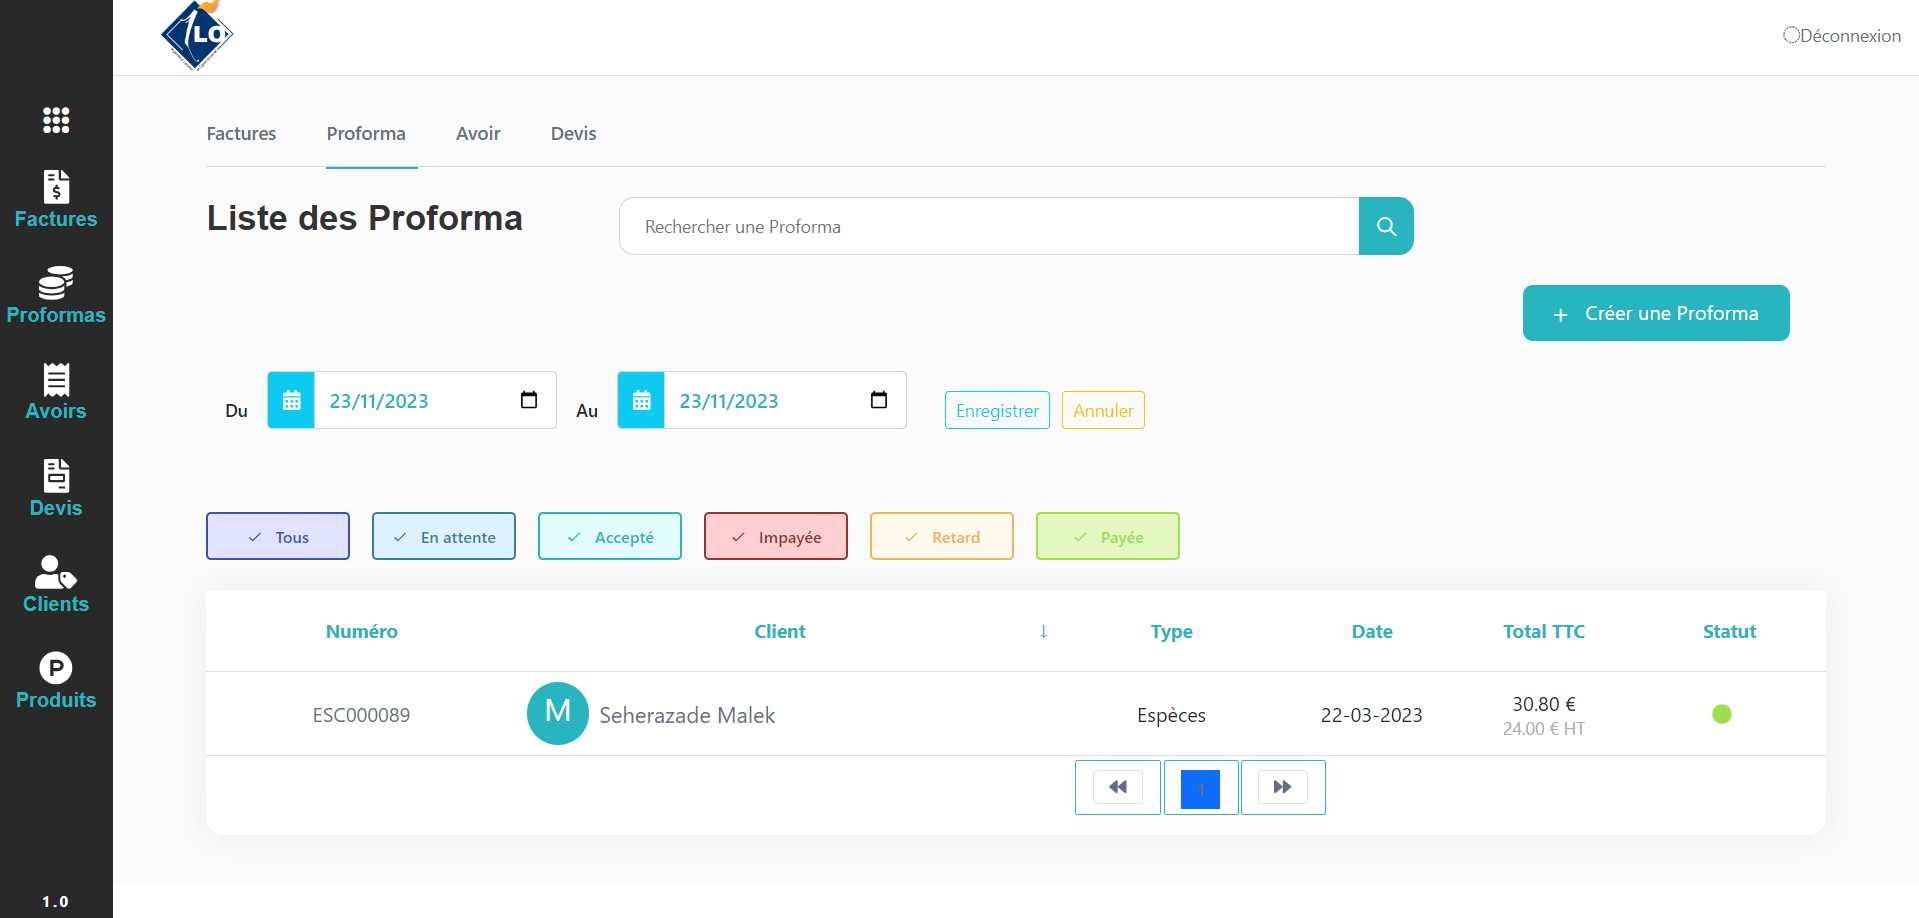 LO
Déconnexion
Factures
Proformas
Avoirs
Devis
Clients
P
Produits
1.0
Factures Proforma Avoir Devis
Liste des Proforma
Rechercher une Proforma
+ Créer une Proforma
Du 23/11/2023 Au 23/11/2023 Enregistrer Annuler
Tous En attente Accepté Impayée Retard Payée
Numéro Client ↓ Type Date Total TTC Statut
ESC000089 M Seherazade Malek Espèces 22-03-2023 30.80 €
24.00 € HT
1